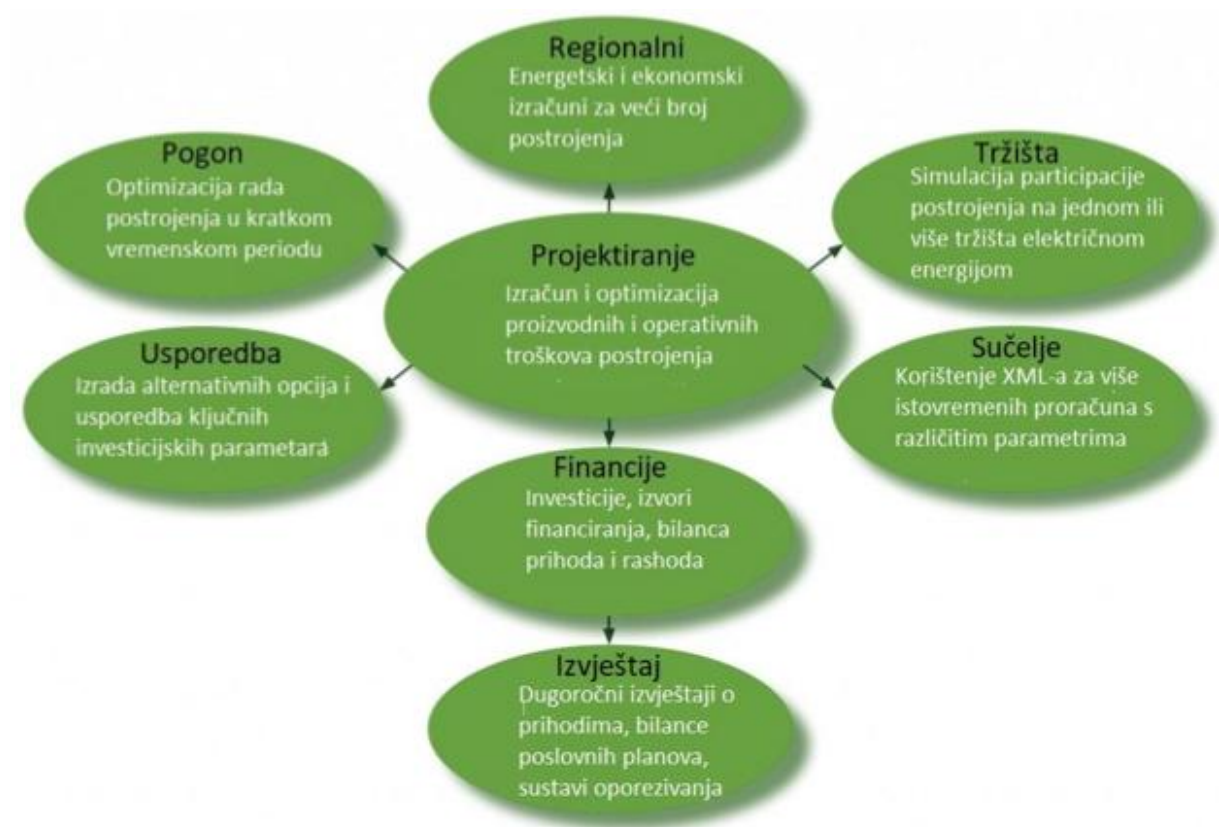 Regionalni
Energetski i ekonomski
izračuni za veći broj
postrojenja
Pogon
Optimizacija rada
postrojenja u kratkom
vremenskom periodu
Tržišta
Simulacija participacije
postrojenja na jednom ili
više tržišta električnom
energijom
Projektiranje
Izračun i optimizacija
proizvodnih i operativnih
troškova postrojenja
Usporedba
Izrada alternativnih opcija i
usporedba ključnih
investicijskih parametara
Sučelje
Korištenje XML-a za više
istovremenih proračuna s
različitim parametrima
Financije
Investicije, izvori
financiranja, bilanca
prihoda i rashoda
Izvještaj
Dugoročni izvještaji o
prihodima, bilance
poslovnih planova,
sustavi oporezivanja